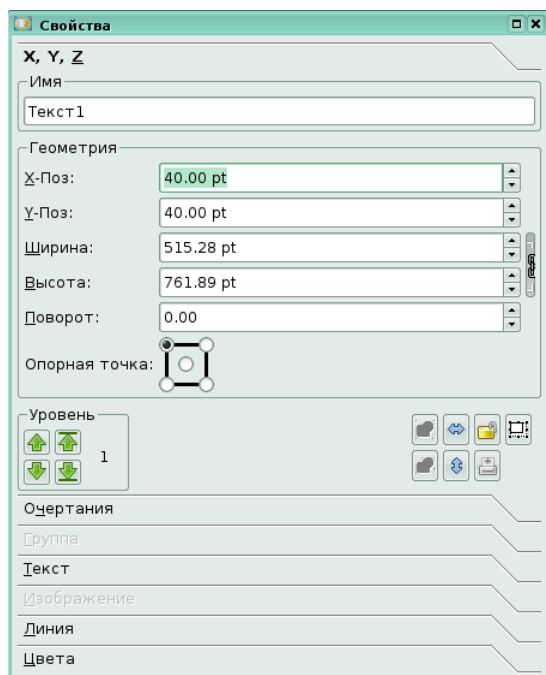 Свойства
X, Y, Z
Имя
Текст1
Геометрия
X-Поз: 40.00 pt
Y-Поз: 40.00 pt
Ширина: 515.28 pt
Высота: 761.89 pt
Поворот: 0.00
Опорная точка:
Уровень
1
Очертания
Группа
Текст
Изображение
Линия
Цвета